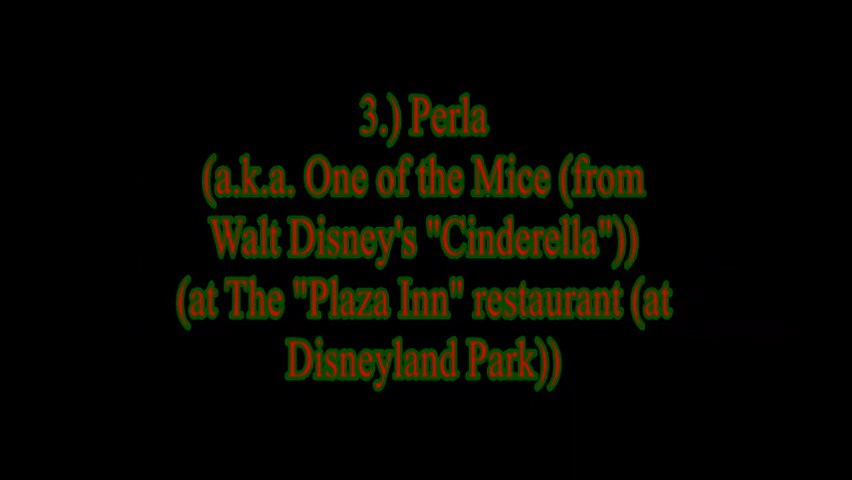 3.) Perla
(a.k.a. One of the Mice (from
Walt Disney's "Cinderella"))
(at The "Plaza Inn" restaurant (at
Disneyland Park))